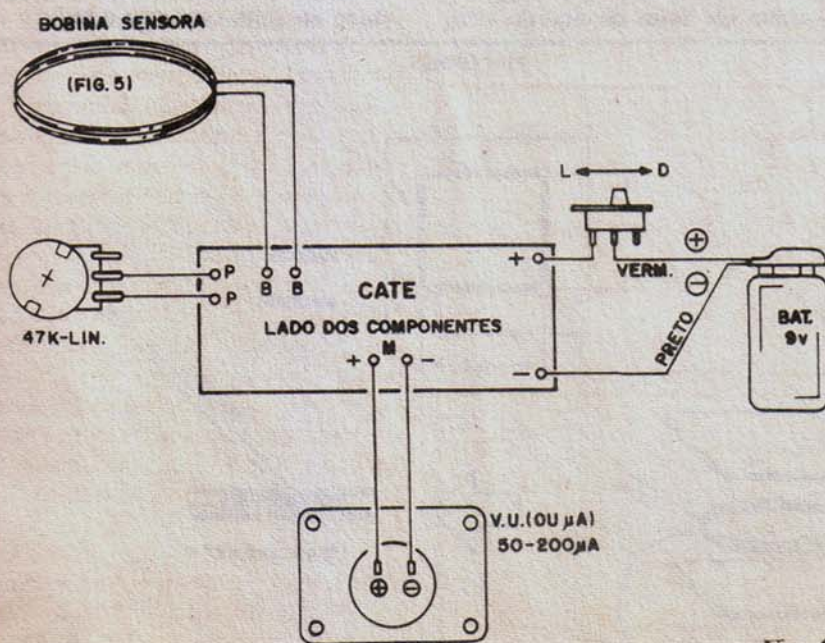 BOBINA SENSORA
(FIG. 5)
L D
+
VERM.
⊕
⊖
PRETO
BAT.
9v
47K-LIN.
P
P
B B
CATE
LADO DOS COMPONENTES
+ M -
-
V.U.(OU µA)
50-200µA
⊕ ⊖